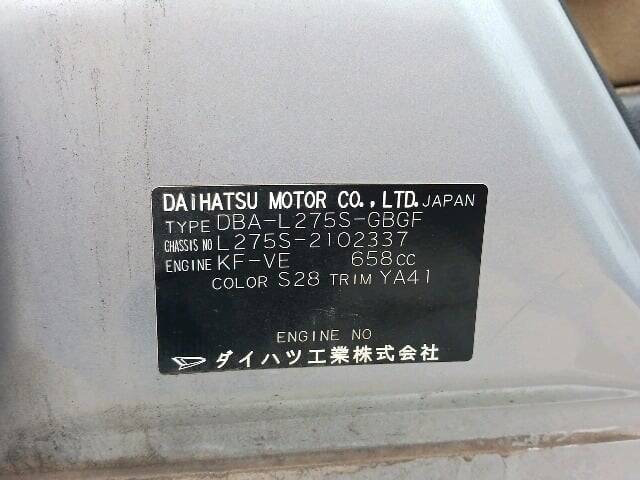 DAIHATSU MOTOR CO.,LTD. JAPAN
TYPE DBA-L275S-GBGF
CHASSIS NO L275S-2102337
ENGINE KF-VE 658cc
COLOR S28 TRIM YA41
ENGINE NO
ダイハツ工業株式会社